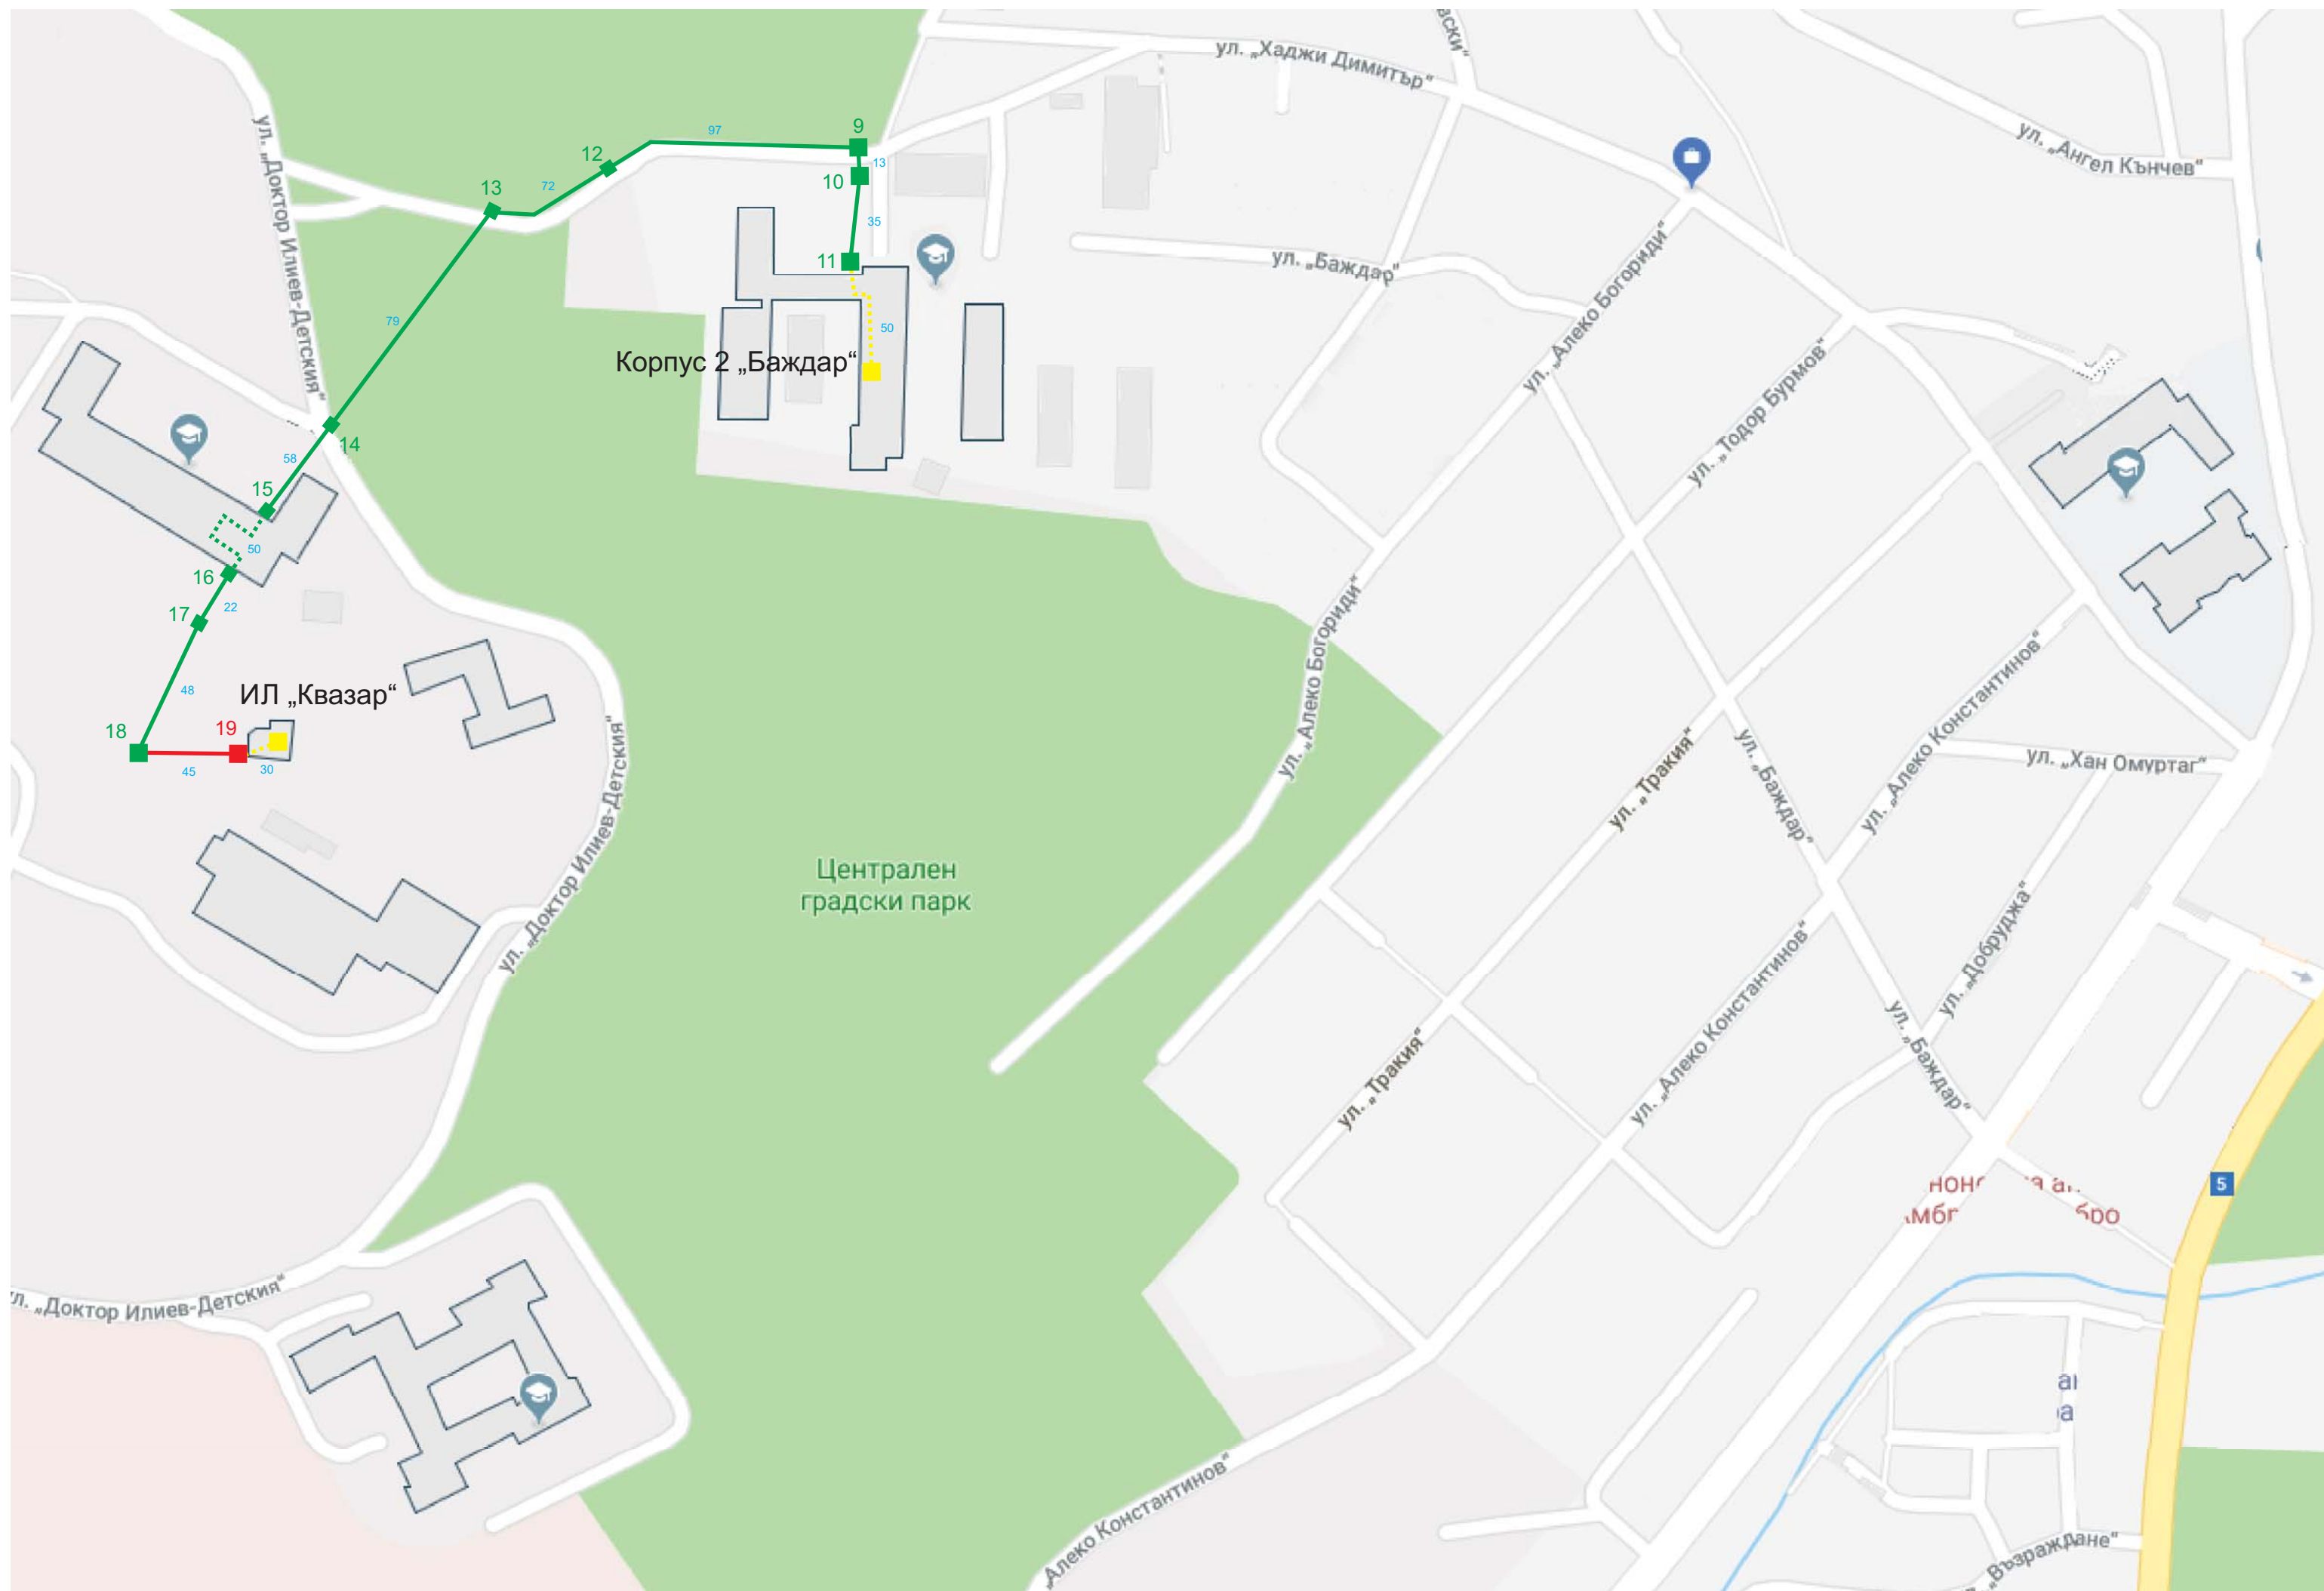 ул. „Хаджи Димитър“
ул. „Ангел Кънчев“
ул. „Доктор Илиев-Детския“
97
9
13
12
10
72
13
35
11
ул. „Баждар“
ул. „Алеко Богориди“
79
50
Корпус 2 „Баждар“
ул. „Тодор Бурмов“
14
58
15
50
16
22
17
ул. „Алеко Богориди“
48
ИЛ „Квазар“
18
19
45
30
ул. „Доктор Илиев-Детския“
ул. „Тракия“
ул. „Баждар“
ул. „Алеко Константинов“
ул. „Хан Омуртаг“
Централен
градски парк
ул. „Добруджа“
ул. „Тракия“
ул. „Алеко Константинов“
ул. „Баждар“
5
„Доктор Илиев-Детския“
Алеко Константинов“
„Възраждане“